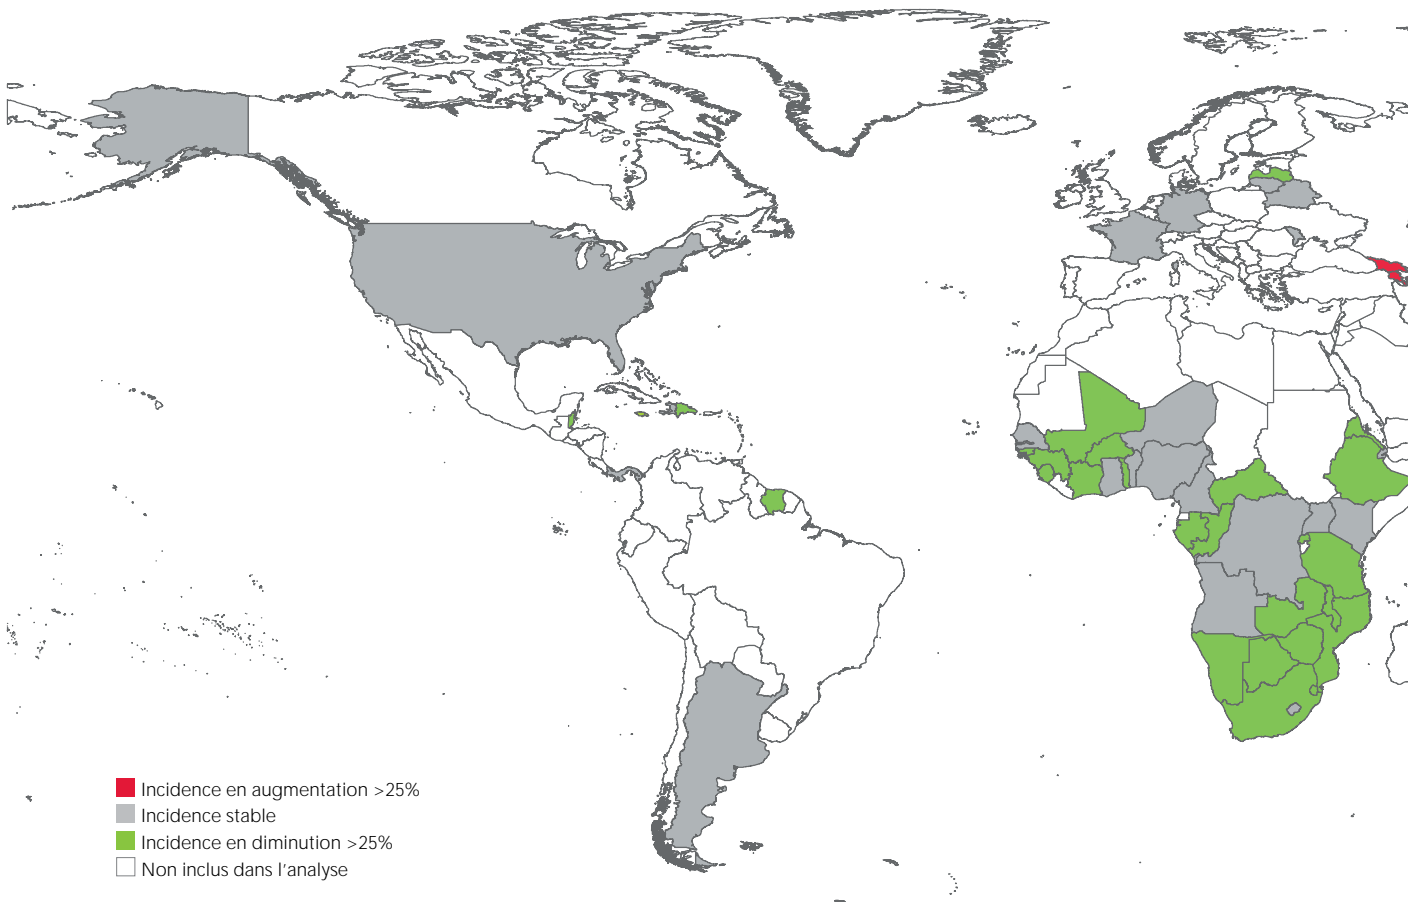 Incidence en augmentation >25%
Incidence stable
Incidence en diminution >25%
Non inclus dans l'analyse